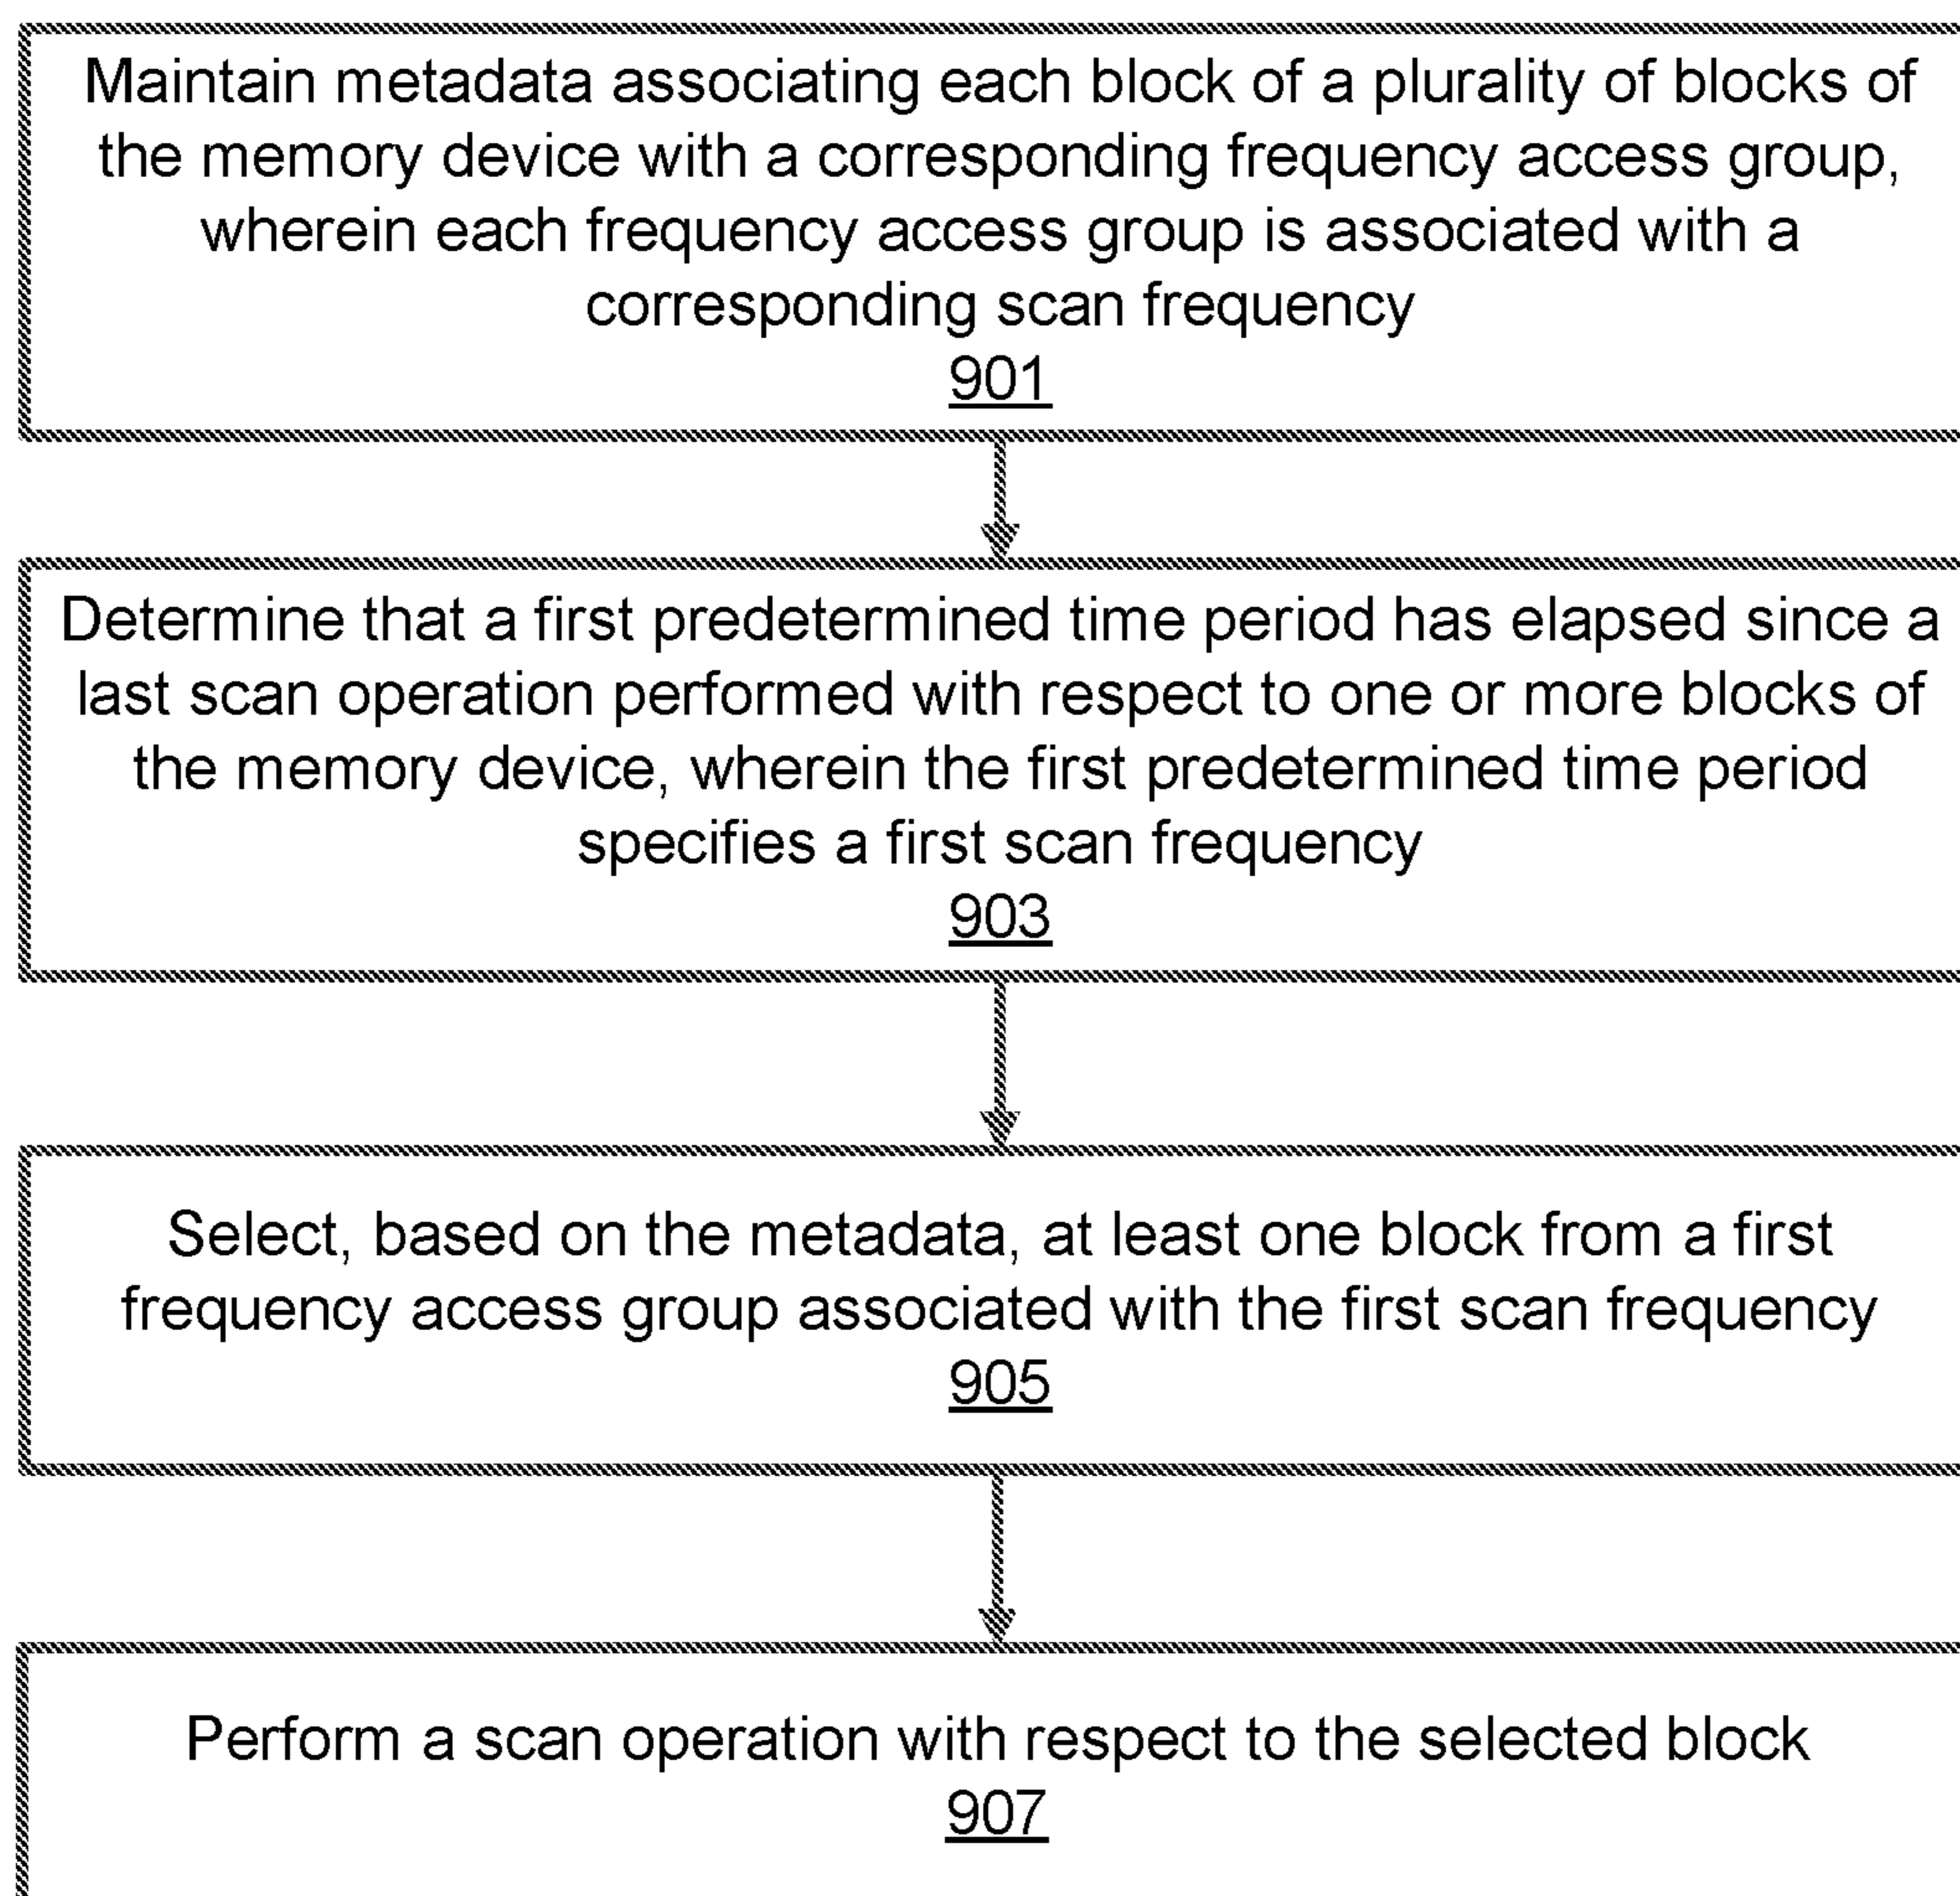 Maintain metadata associating each block of a plurality of blocks of
the memory device with a corresponding frequency access group,
wherein each frequency access group is associated with a
corresponding scan frequency
901
Determine that a first predetermined time period has elapsed since a
last scan operation performed with respect to one or more blocks of
the memory device, wherein the first predetermined time period
specifies a first scan frequency
903
Select, based on the metadata, at least one block from a first
frequency access group associated with the first scan frequency
905
Perform a scan operation with respect to the selected block
907